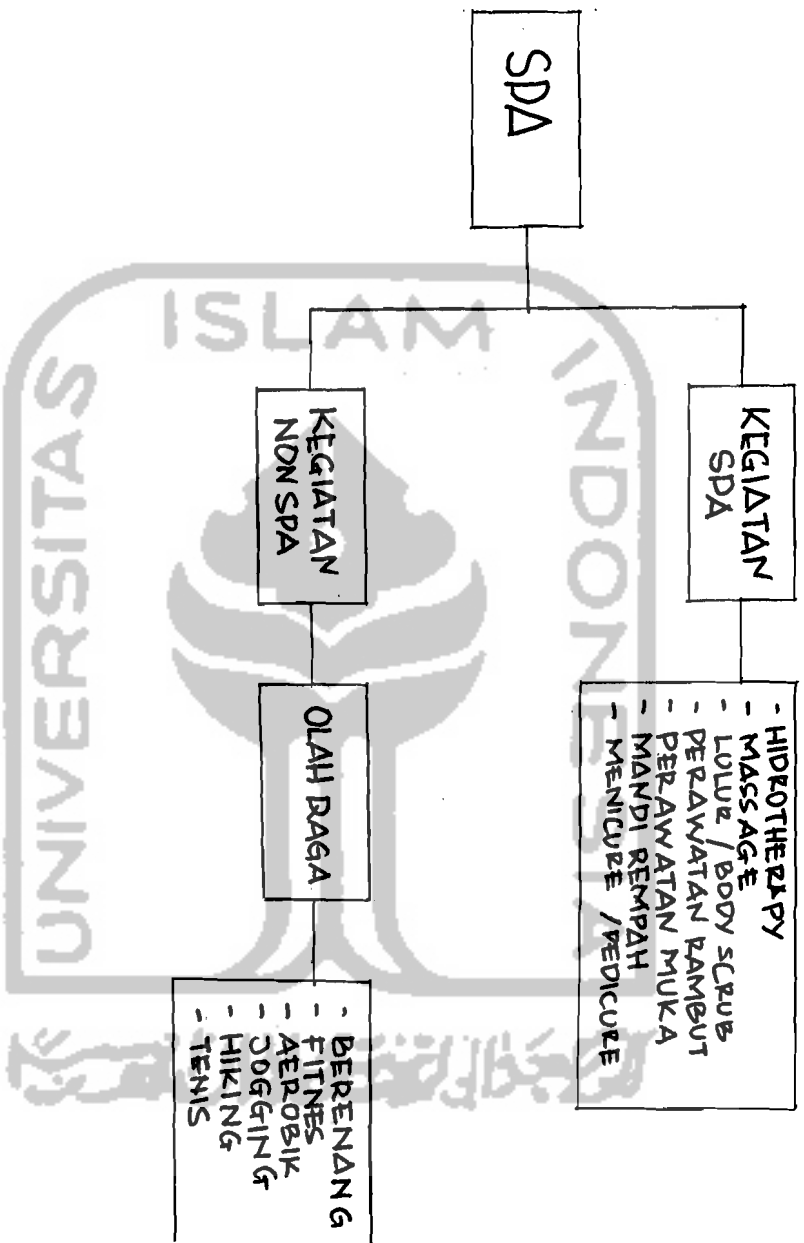 SPA
KEGIATAN
SPA
- HIDROTHERAPY
- MASSAGE
- LULUR / BODY SCRUB
- PERAWATAN RAMBUT
- PERAWATAN MUKA
- MANDI REMPAH
- MENICURE / PEDICURE
KEGIATAN
NON SPA
OLAH RAGA
- BERENANG
- FITNES
- AEROBIK
- JOGGING
- HIKING
- TENIS
UNIVERSITAS
ISLAM
INDONESIA